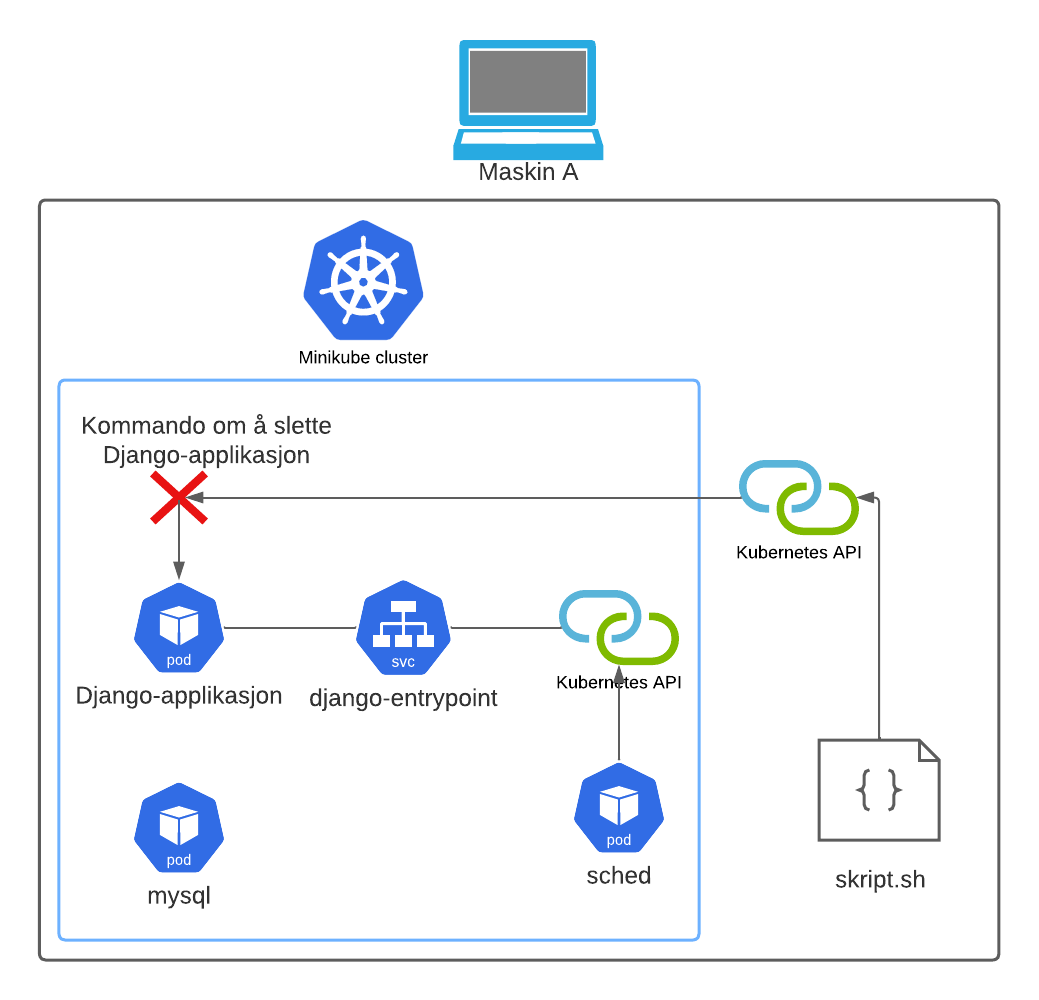 Maskin A
Minikube cluster
Kommando om å slette
Django-applikasjon
Kubernetes API
pod
Django-applikasjon
svc
django-entrypoint
Kubernetes API
pod
mysql
pod
sched
{ }
skript.sh